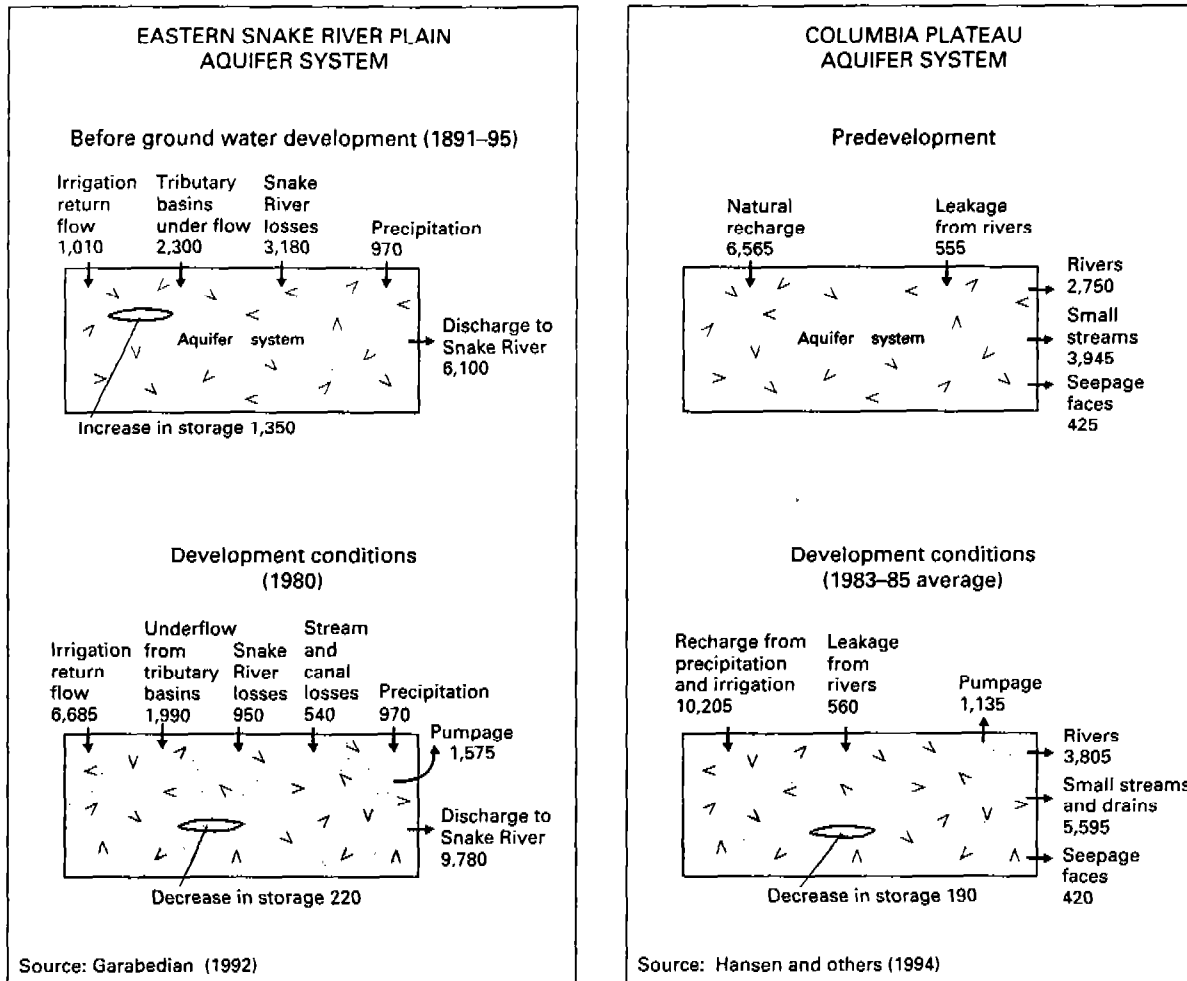 EASTERN SNAKE RIVER PLAIN
AQUIFER SYSTEM
Before ground water development (1891–95)
Irrigation
return
flow
1,010
Tributary
basins
under flow
2,300
Snake
River
losses
3,180
Precipitation
970
Aquifer system
Discharge to
Snake River
6,100
Increase in storage 1,350
Development conditions
(1980)
Irrigation
return
flow
6,685
Underflow
from
tributary
basins
1,990
Snake
River
losses
950
Stream
and
canal
losses
540
Precipitation
970
Pumpage
1,575
Discharge to
Snake River
9,780
Decrease in storage 220
Source: Garabedian (1992)
COLUMBIA PLATEAU
AQUIFER SYSTEM
Predevelopment
Natural
recharge
6,565
Leakage
from rivers
555
Rivers
2,750
Aquifer system
Small
streams
3,945
Seepage
faces
425
Development conditions
(1983–85 average)
Recharge from
precipitation
and irrigation
10,205
Leakage
from
rivers
560
Pumpage
1,135
Rivers
3,805
Small streams
and drains
5,595
Seepage
faces
420
Decrease in storage 190
Source: Hansen and others (1994)